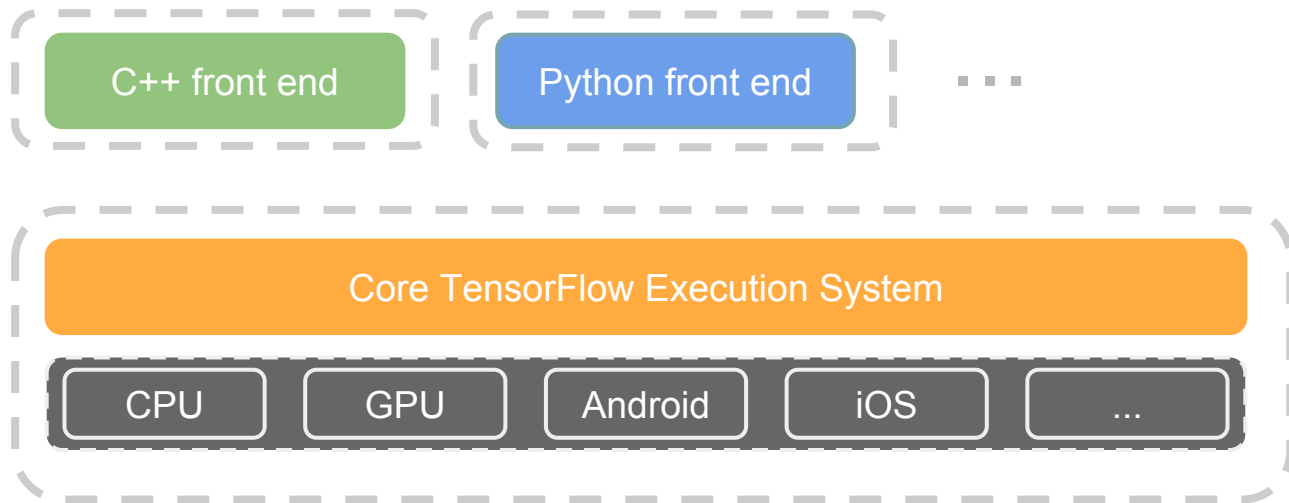 C++ front end
Python front end
...
Core TensorFlow Execution System
CPU
GPU
Android
iOS
...